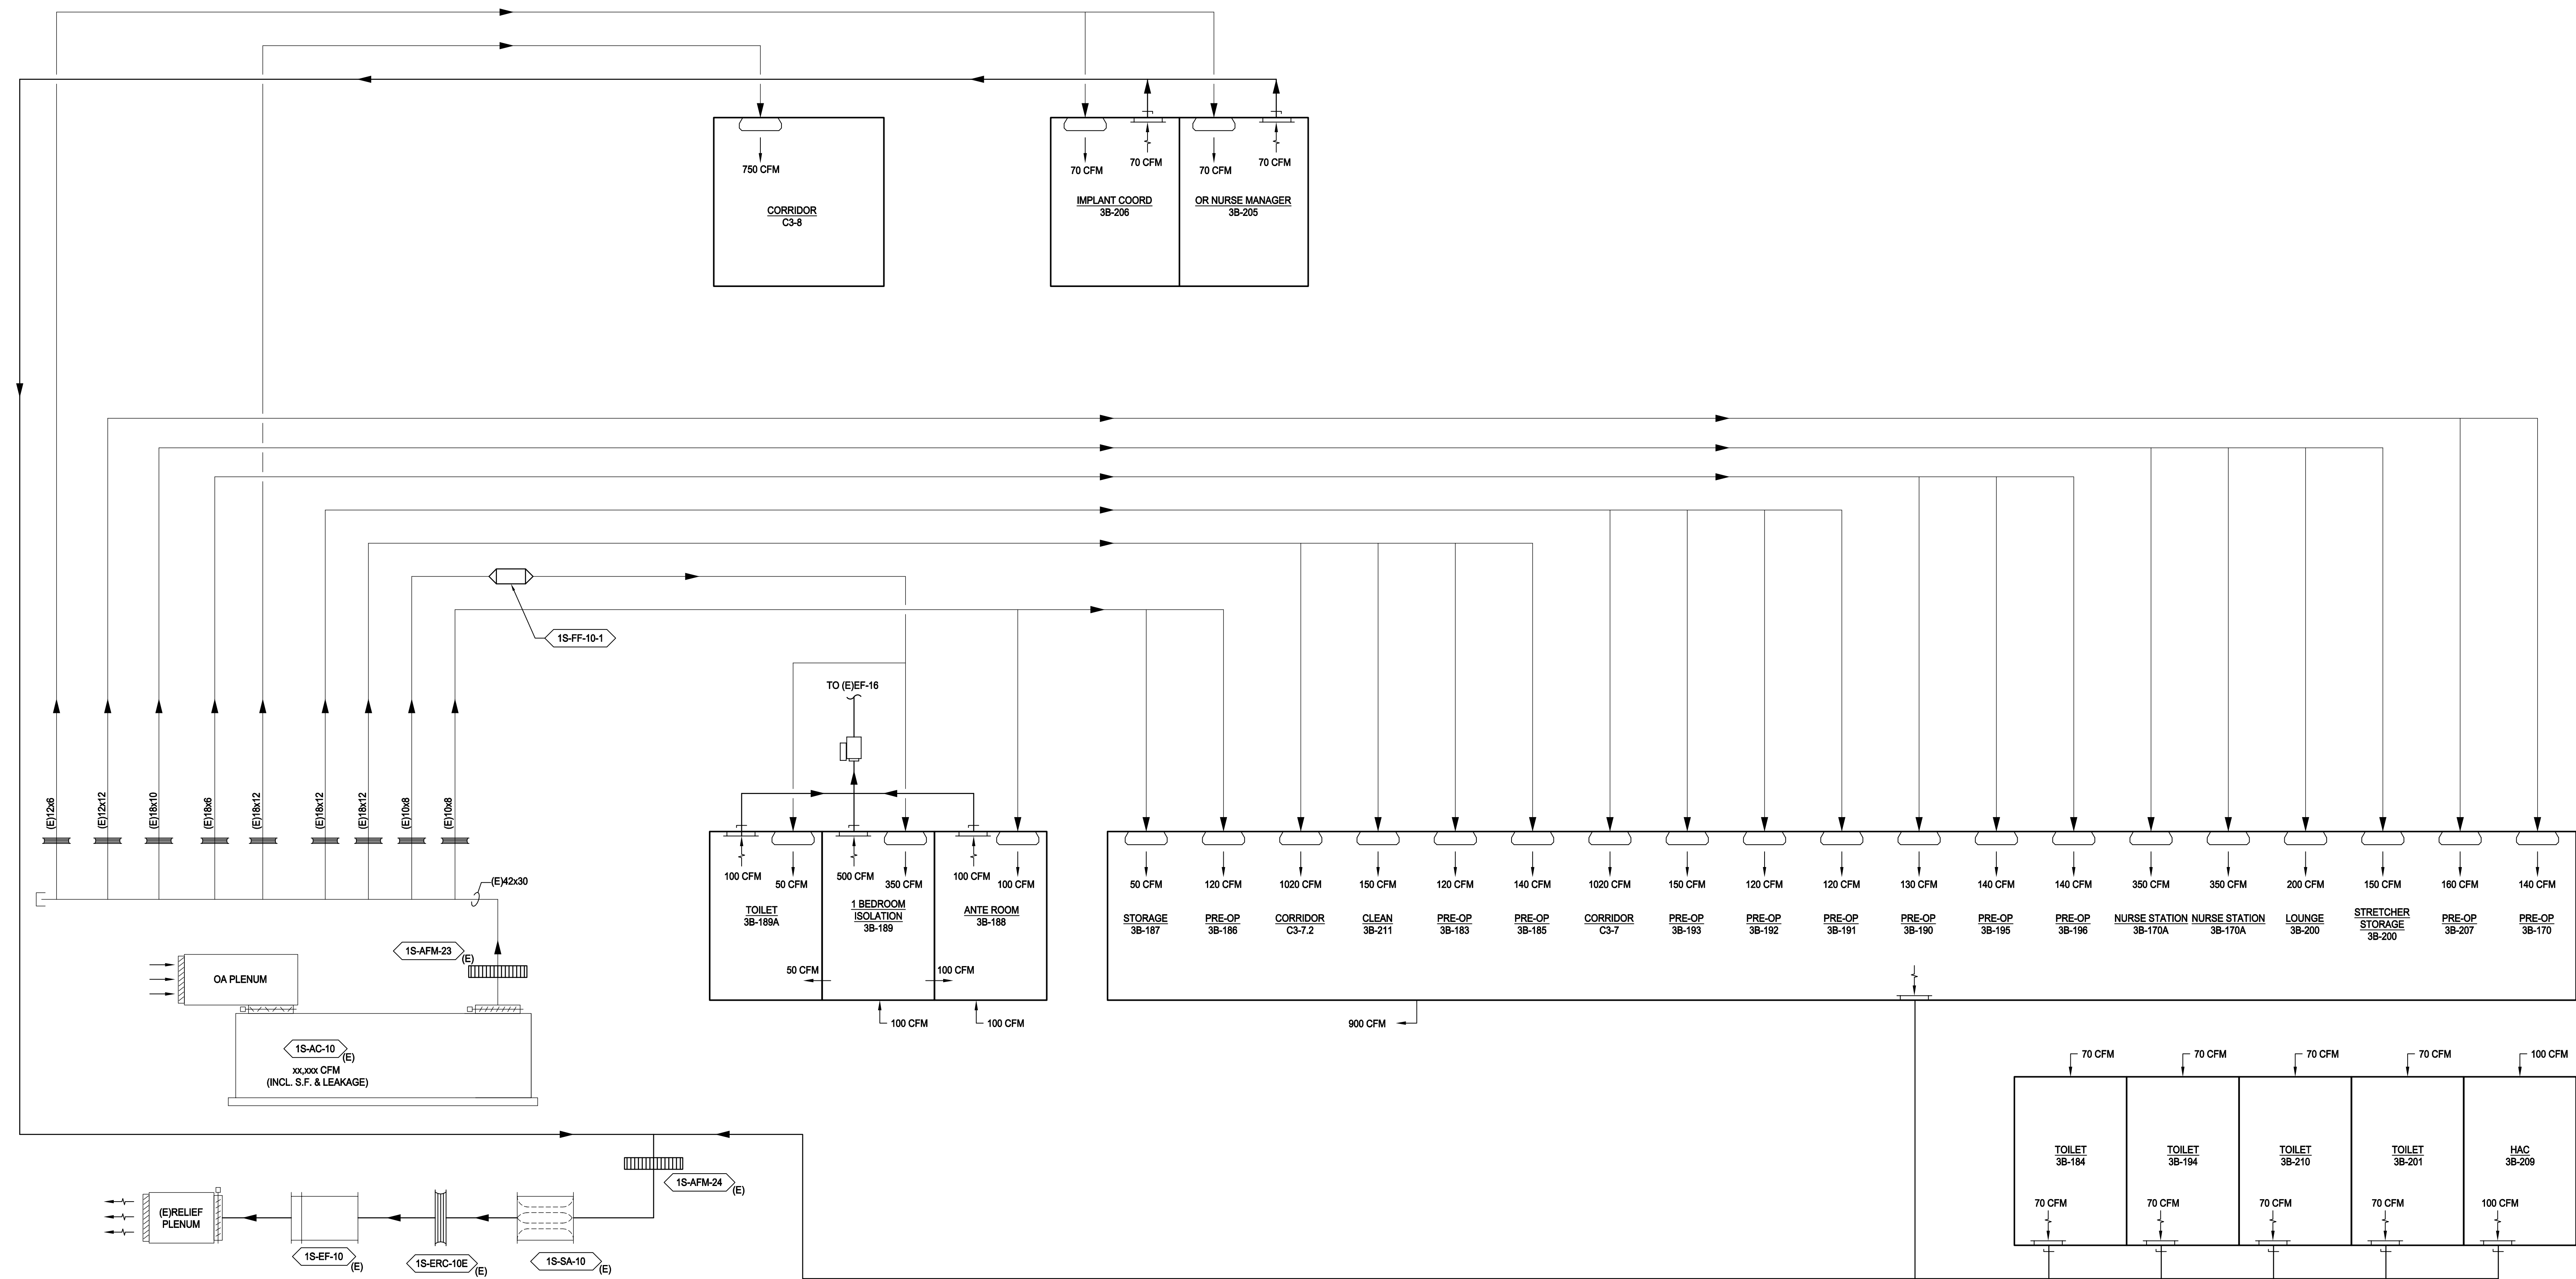 750 CFM
CORRIDOR
C3-8
70 CFM
70 CFM
IMPLANT COORD
3B-206
70 CFM
70 CFM
OR NURSE MANAGER
3B-205
1S-FF-10-1
TO (E)EF-16
(E)12x6
(E)12x12
(E)18x10
(E)18x6
(E)18x12
(E)18x12
(E)18x12
(E)10x8
(E)10x8
(E)42x30
1S-AFM-23
(E)
OA PLENUM
1S-AC-10
(E)
xx,xxx CFM
(INCL. S.F. & LEAKAGE)
100 CFM
50 CFM
TOILET
3B-189A
500 CFM
350 CFM
1 BEDROOM
ISOLATION
3B-189
100 CFM
100 CFM
ANTE ROOM
3B-188
50 CFM
100 CFM
100 CFM
100 CFM
50 CFM
STORAGE
3B-187
120 CFM
PRE-OP
3B-186
1020 CFM
CORRIDOR
C3-7.2
150 CFM
CLEAN
3B-211
120 CFM
PRE-OP
3B-183
140 CFM
PRE-OP
3B-185
1020 CFM
CORRIDOR
C3-7
150 CFM
PRE-OP
3B-193
120 CFM
PRE-OP
3B-192
120 CFM
PRE-OP
3B-191
130 CFM
PRE-OP
3B-190
140 CFM
PRE-OP
3B-195
140 CFM
PRE-OP
3B-196
350 CFM
NURSE STATION
3B-170A
350 CFM
NURSE STATION
3B-170A
200 CFM
LOUNGE
3B-200
150 CFM
STRETCHER
STORAGE
3B-200
160 CFM
PRE-OP
3B-207
140 CFM
PRE-OP
3B-170
900 CFM
70 CFM
TOILET
3B-184
70 CFM
70 CFM
TOILET
3B-194
70 CFM
70 CFM
TOILET
3B-210
70 CFM
70 CFM
TOILET
3B-201
70 CFM
100 CFM
HAC
3B-209
100 CFM
1S-AFM-24
(E)
(E)RELIEF
PLENUM
1S-EF-10
(E)
1S-ERC-10E
(E)
1S-SA-10
(E)